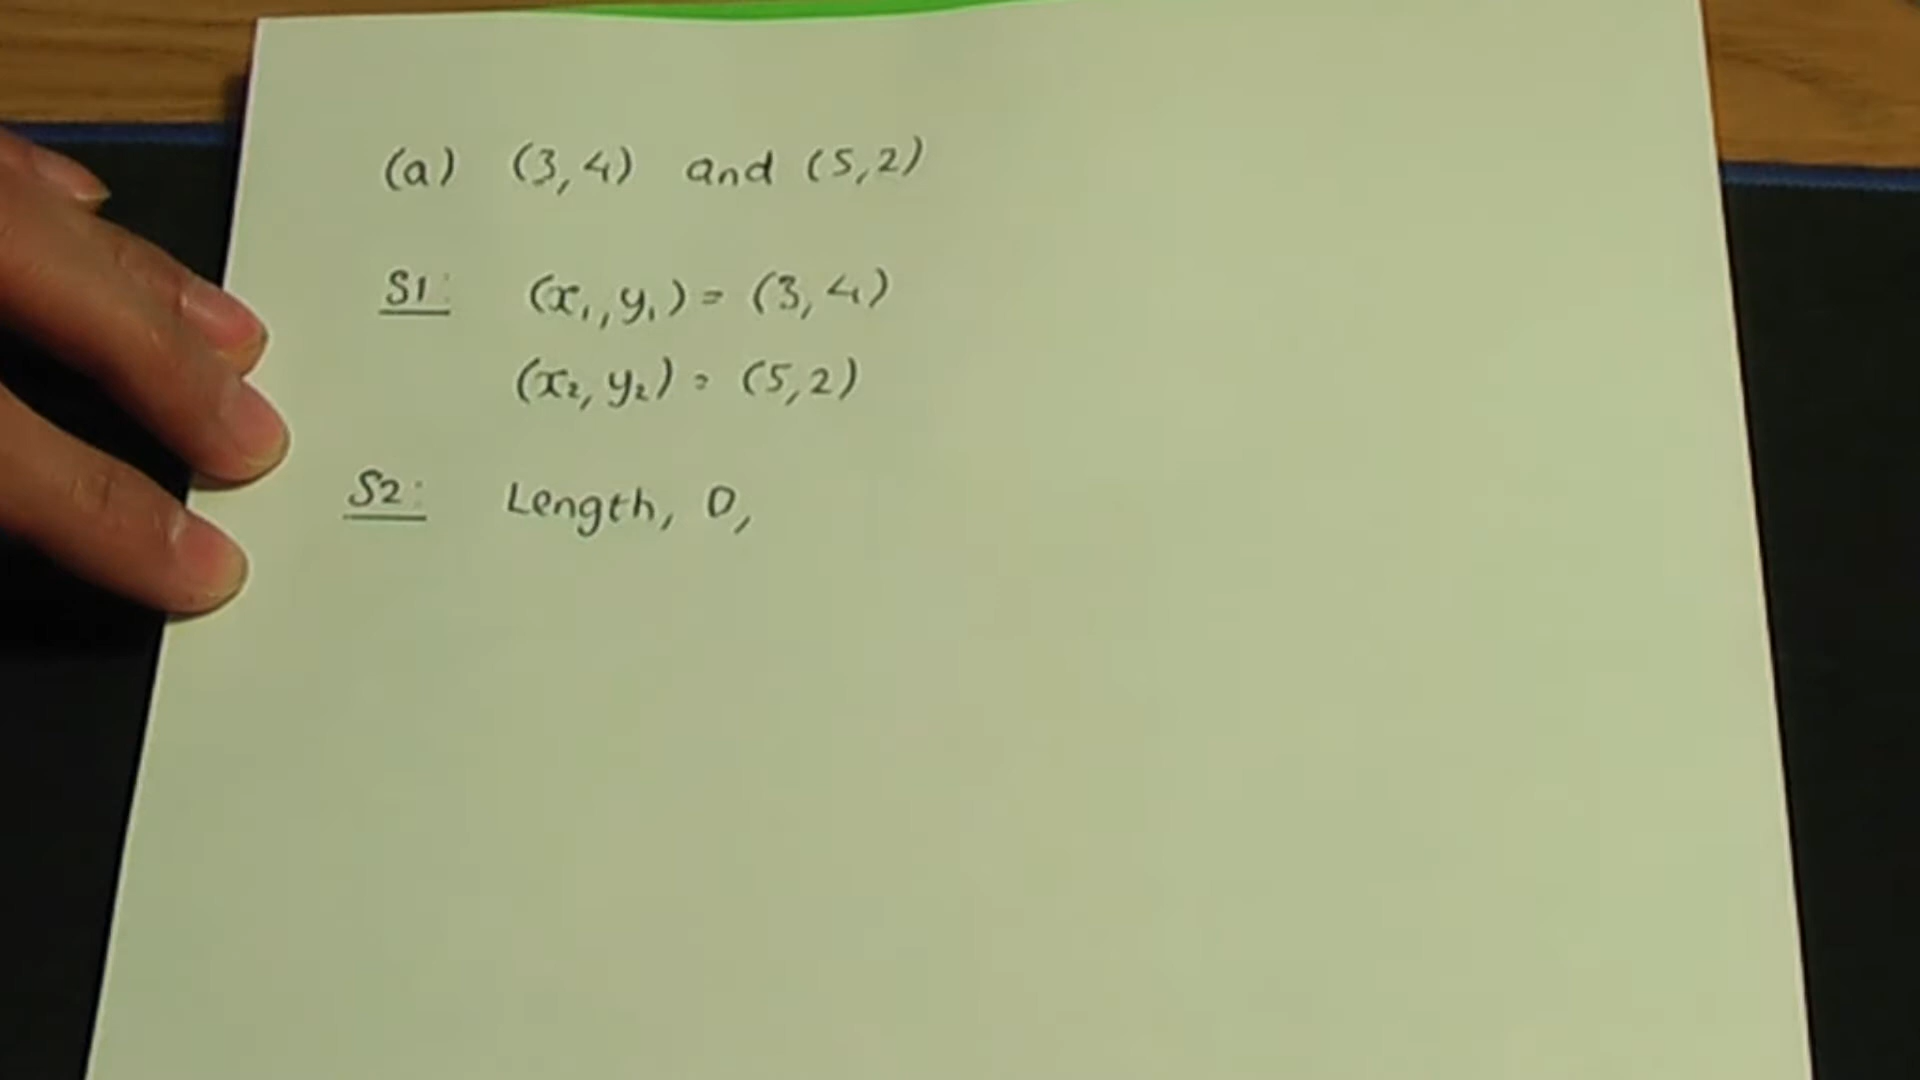 (a) (3,4) and (5,2)
S1: (x₁,y₁) = (3,4)
(x₂,y₂) = (5,2)
S2: Length, D,